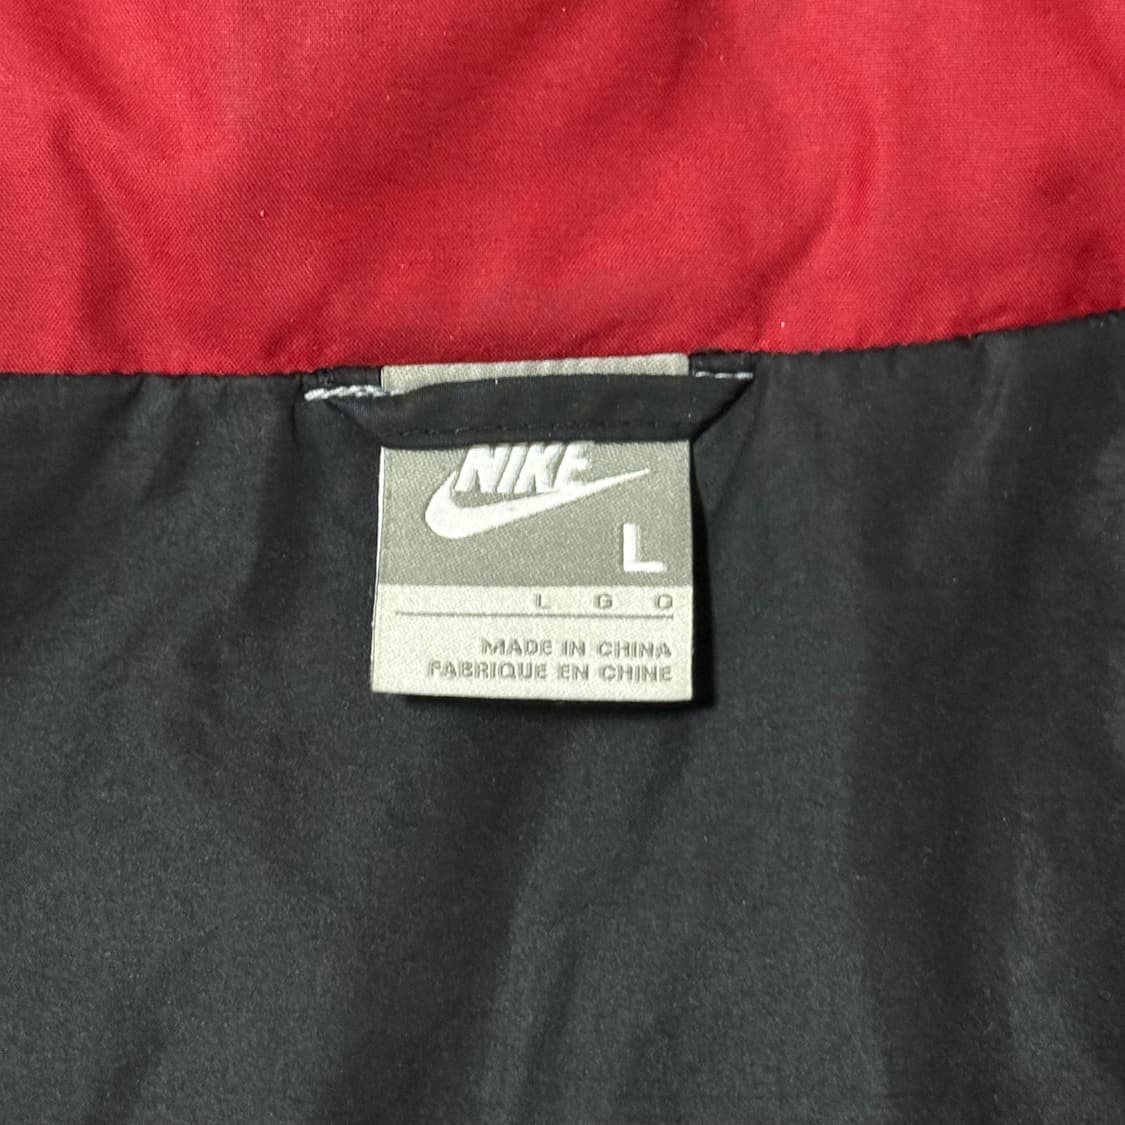 NIKE
L
L G G
MADE IN CHINA
FABRIQUE EN CHINE